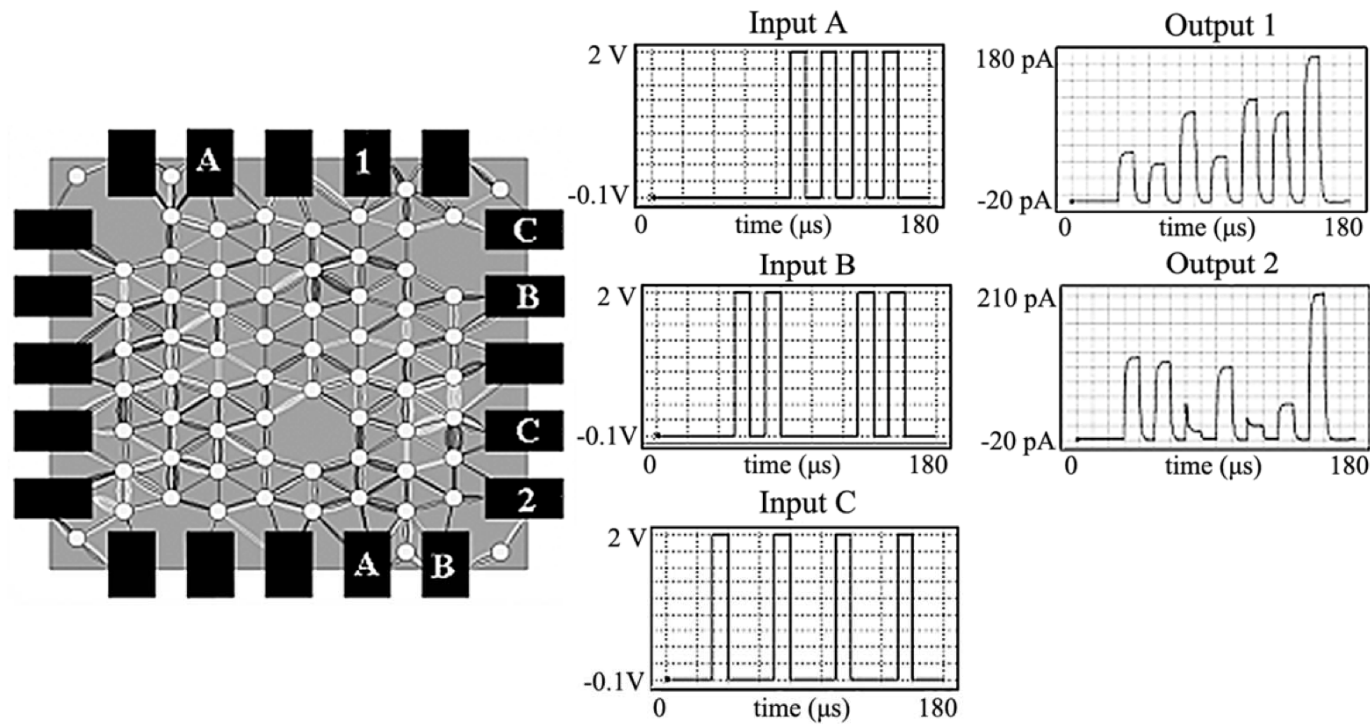 A
1
C
B
C
2
A
B
Input A
2 V
-0.1V
0
time (μs)
180
Input B
2 V
-0.1V
0
time (μs)
180
Input C
2 V
-0.1V
0
time (μs)
180
Output 1
180 pA
-20 pA
0
time (μs)
180
Output 2
210 pA
-20 pA
0
time (μs)
180